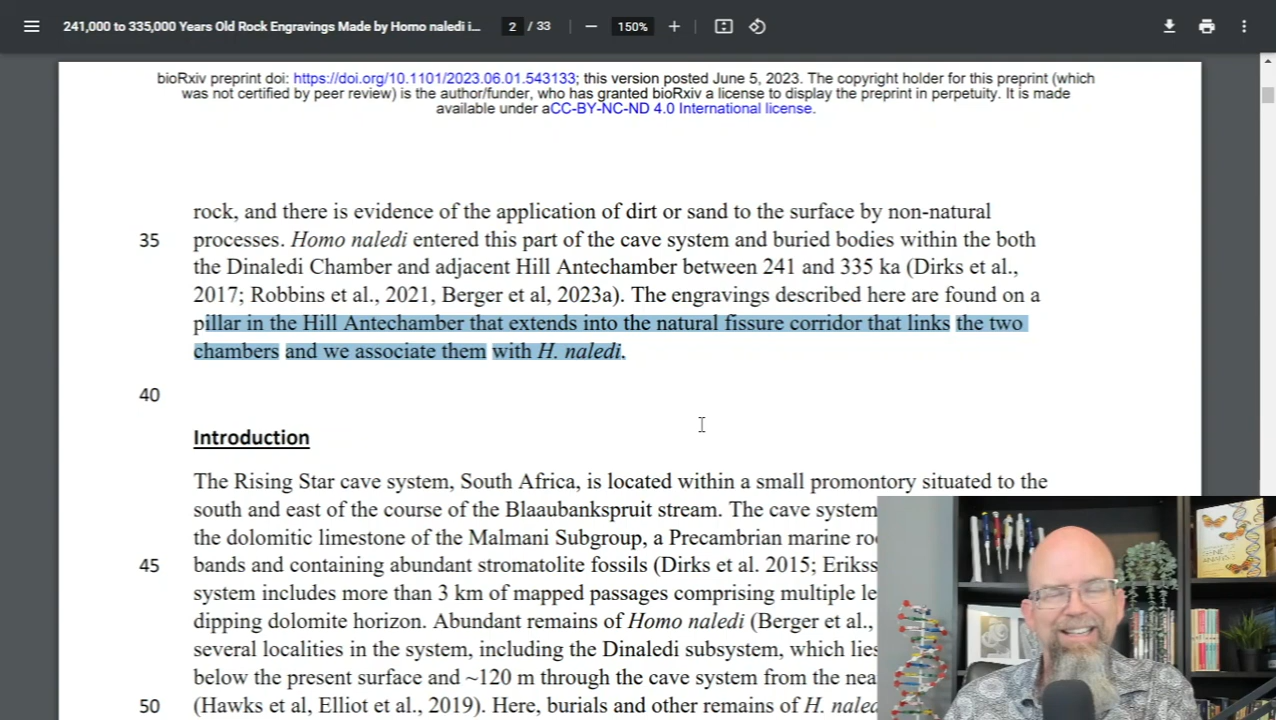 241,000 to 335,000 Years Old Rock Engravings Made by Homo naledi i...
2 / 33
150%
bioRxiv preprint doi: https://doi.org/10.1101/2023.06.01.543133; this version posted June 5, 2023. The copyright holder for this preprint (which
was not certified by peer review) is the author/funder, who has granted bioRxiv a license to display the preprint in perpetuity. It is made
available under aCC-BY-NC-ND 4.0 International license.
rock, and there is evidence of the application of dirt or sand to the surface by non-natural
35 processes. Homo naledi entered this part of the cave system and buried bodies within the both
the Dinaledi Chamber and adjacent Hill Antechamber between 241 and 335 ka (Dirks et al.,
2017; Robbins et al., 2021, Berger et al, 2023a). The engravings described here are found on a
pillar in the Hill Antechamber that extends into the natural fissure corridor that links the two
chambers and we associate them with H. naledi.
40
Introduction
The Rising Star cave system, South Africa, is located within a small promontory situated to the
south and east of the course of the Blaaubankspruit stream. The cave system
the dolomitic limestone of the Malmani Subgroup, a Precambrian marine
45 bands and containing abundant stromatolite fossils (Dirks et al. 2015;
system includes more than 3 km of mapped passages comprising multiple
dipping dolomite horizon. Abundant remains of Homo naledi (Berger et al.,
several localities in the system, including the Dinaledi subsystem, which
below the present surface and ~120 m through the cave system from the
50 (Hawks et al, Elliot et al., 2019). Here, burials and other remains of H.